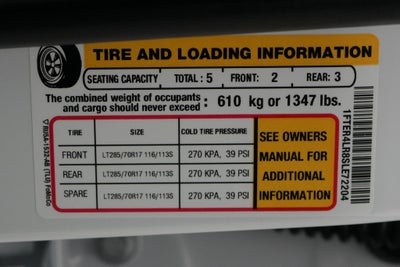 TIRE AND LOADING INFORMATION
SEATING CAPACITY TOTAL: 5 FRONT: 2 REAR: 3
The combined weight of occupants
and cargo should never exceed: 610 kg or 1347 lbs.
TIRE SIZE COLD TIRE PRESSURE
FRONT LT285/70R17 116/113S 270 KPA, 39 PSI
REAR LT285/70R17 116/113S 270 KPA, 39 PSI
SPARE LT285/70R17 116/113S 270 KPA, 39 PSI
SEE OWNERS
MANUAL FOR
ADDITIONAL
INFORMATION
1FTER4LR8SLE72204